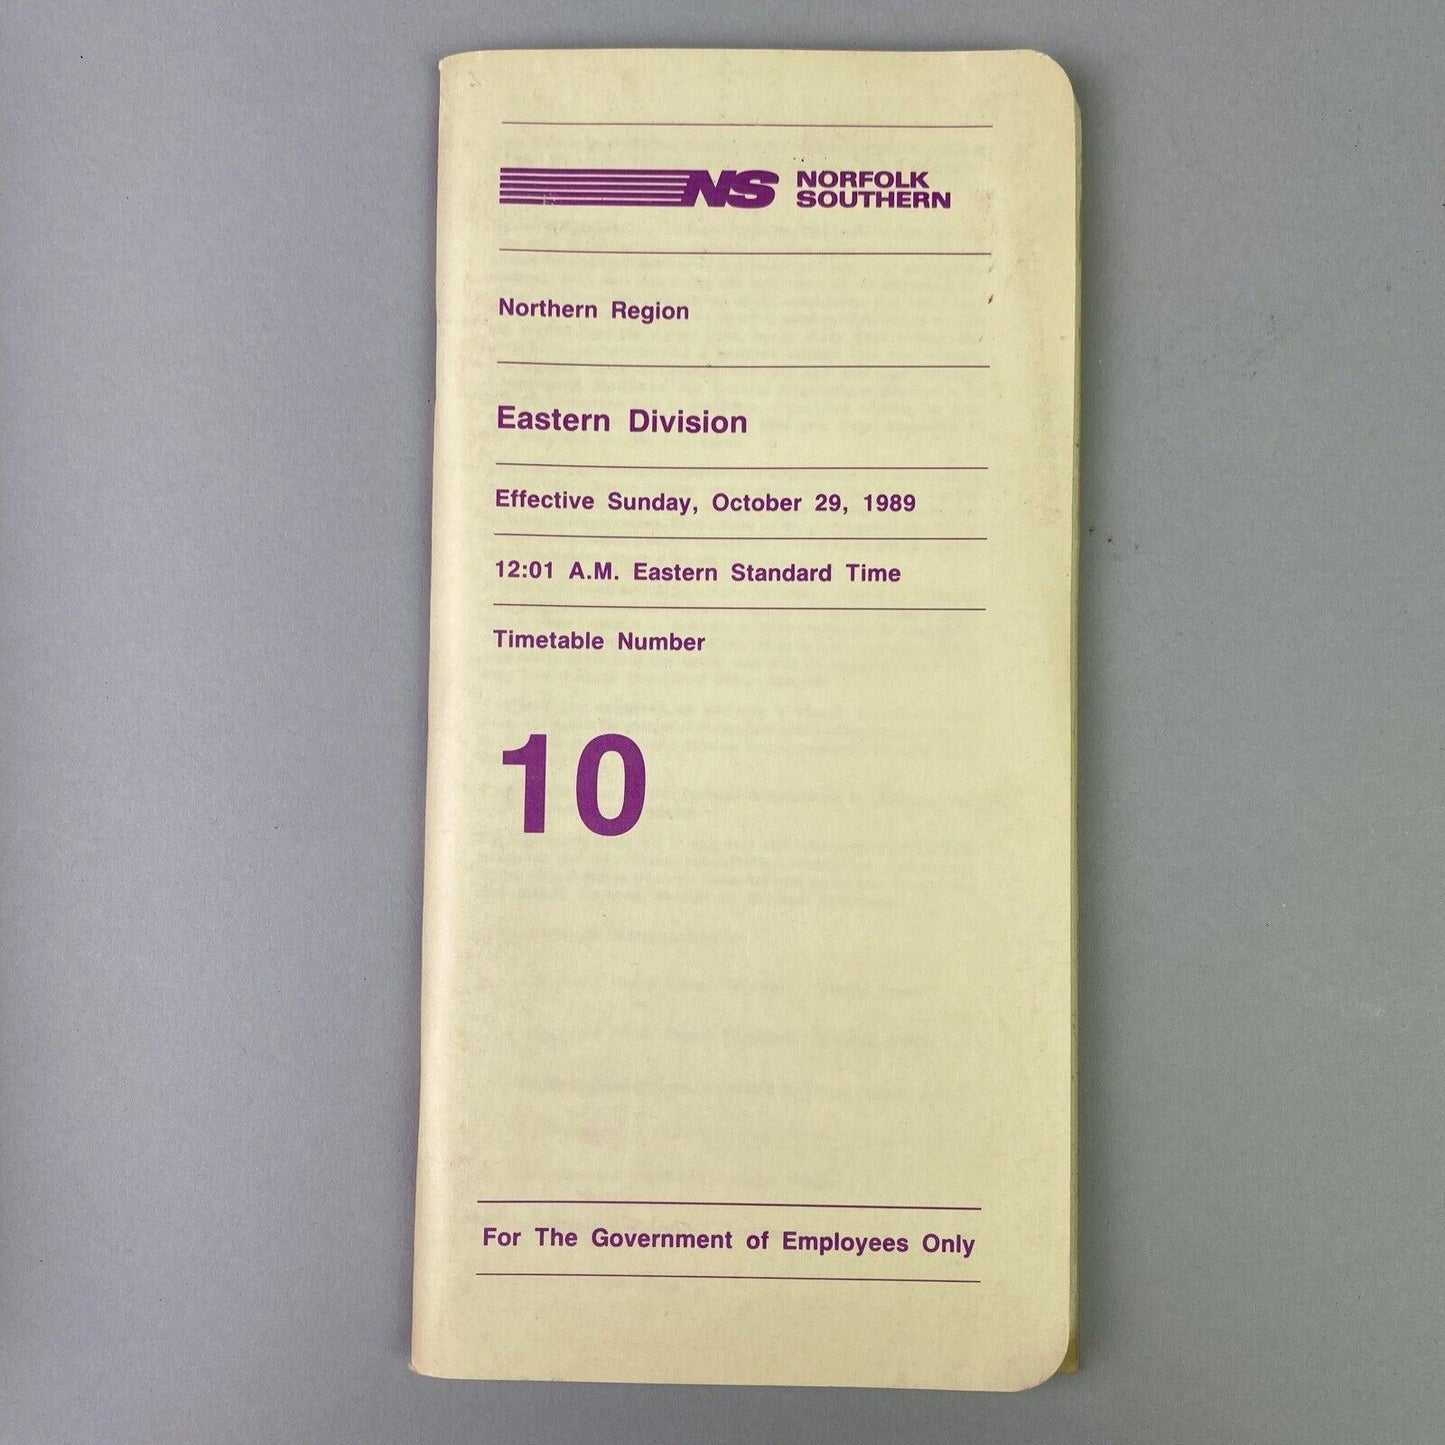 NS NORFOLK
SOUTHERN
Northern Region
Eastern Division
Effective Sunday, October 29, 1989
12:01 A.M. Eastern Standard Time
Timetable Number
10
For The Government of Employees Only